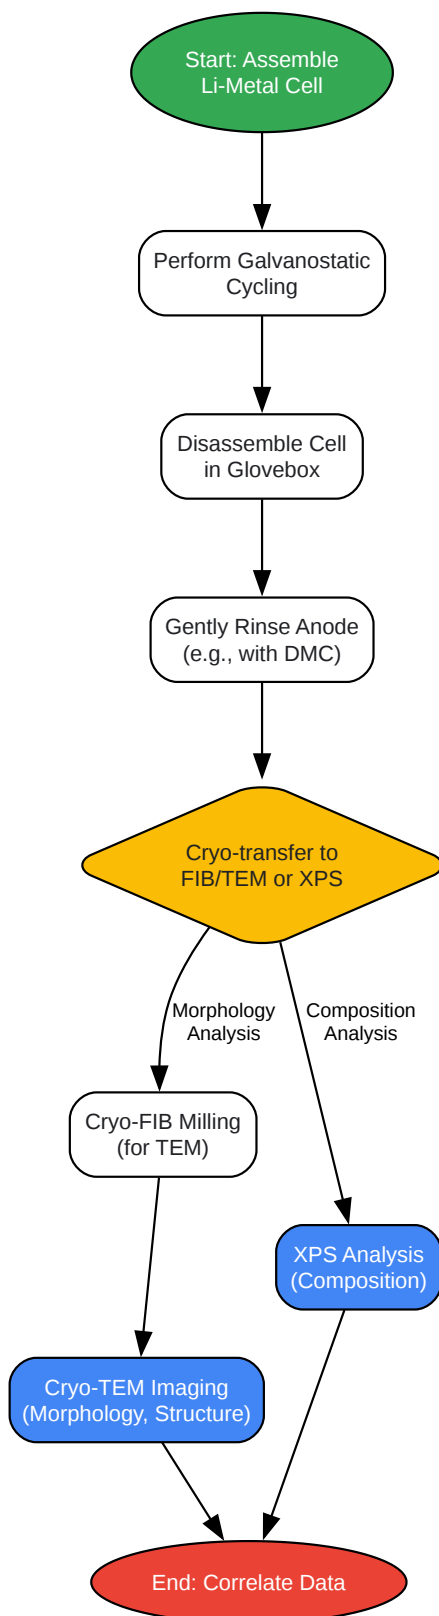 Start: Assemble
Li-Metal Cell
Perform Galvanostatic
Cycling
Disassemble Cell
in Glovebox
Gently Rinse Anode
(e.g., with DMC)
Cryo-transfer to
FIB/TEM or XPS
Morphology
Analysis
Composition
Analysis
Cryo-FIB Milling
(for TEM)
XPS Analysis
(Composition)
Cryo-TEM Imaging
(Morphology, Structure)
End: Correlate Data